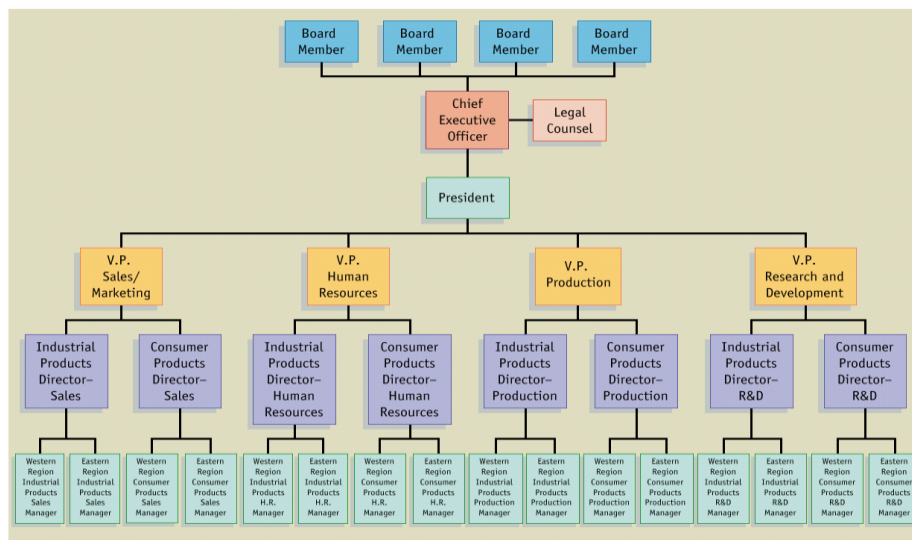 Board
Member
Board
Member
Board
Member
Board
Member
Chief
Executive
Officer
Legal
Counsel
President
V.P.
Sales/
Marketing
V.P.
Human
Resources
V.P.
Production
V.P.
Research and
Development
Industrial
Products
Director–
Sales
Consumer
Products
Director–
Sales
Industrial
Products
Director–
Human
Resources
Consumer
Products
Director–
Human
Resources
Industrial
Products
Director–
Production
Consumer
Products
Director–
Production
Industrial
Products
Director–
R&D
Consumer
Products
Director–
R&D
Western
Region
Industrial
Products
Sales
Manager
Eastern
Region
Industrial
Products
Sales
Manager
Western
Region
Consumer
Products
Sales
Manager
Eastern
Region
Consumer
Products
Sales
Manager
Western
Region
Industrial
Products
H.R.
Manager
Eastern
Region
Industrial
Products
H.R.
Manager
Western
Region
Consumer
Products
H.R.
Manager
Eastern
Region
Consumer
Products
H.R.
Manager
Western
Region
Industrial
Products
Production
Manager
Eastern
Region
Industrial
Products
Production
Manager
Western
Region
Consumer
Products
Production
Manager
Eastern
Region
Consumer
Products
Production
Manager
Western
Region
Industrial
Products
R&D
Manager
Eastern
Region
Industrial
Products
R&D
Manager
Western
Region
Consumer
Products
R&D
Manager
Eastern
Region
Consumer
Products
R&D
Manager